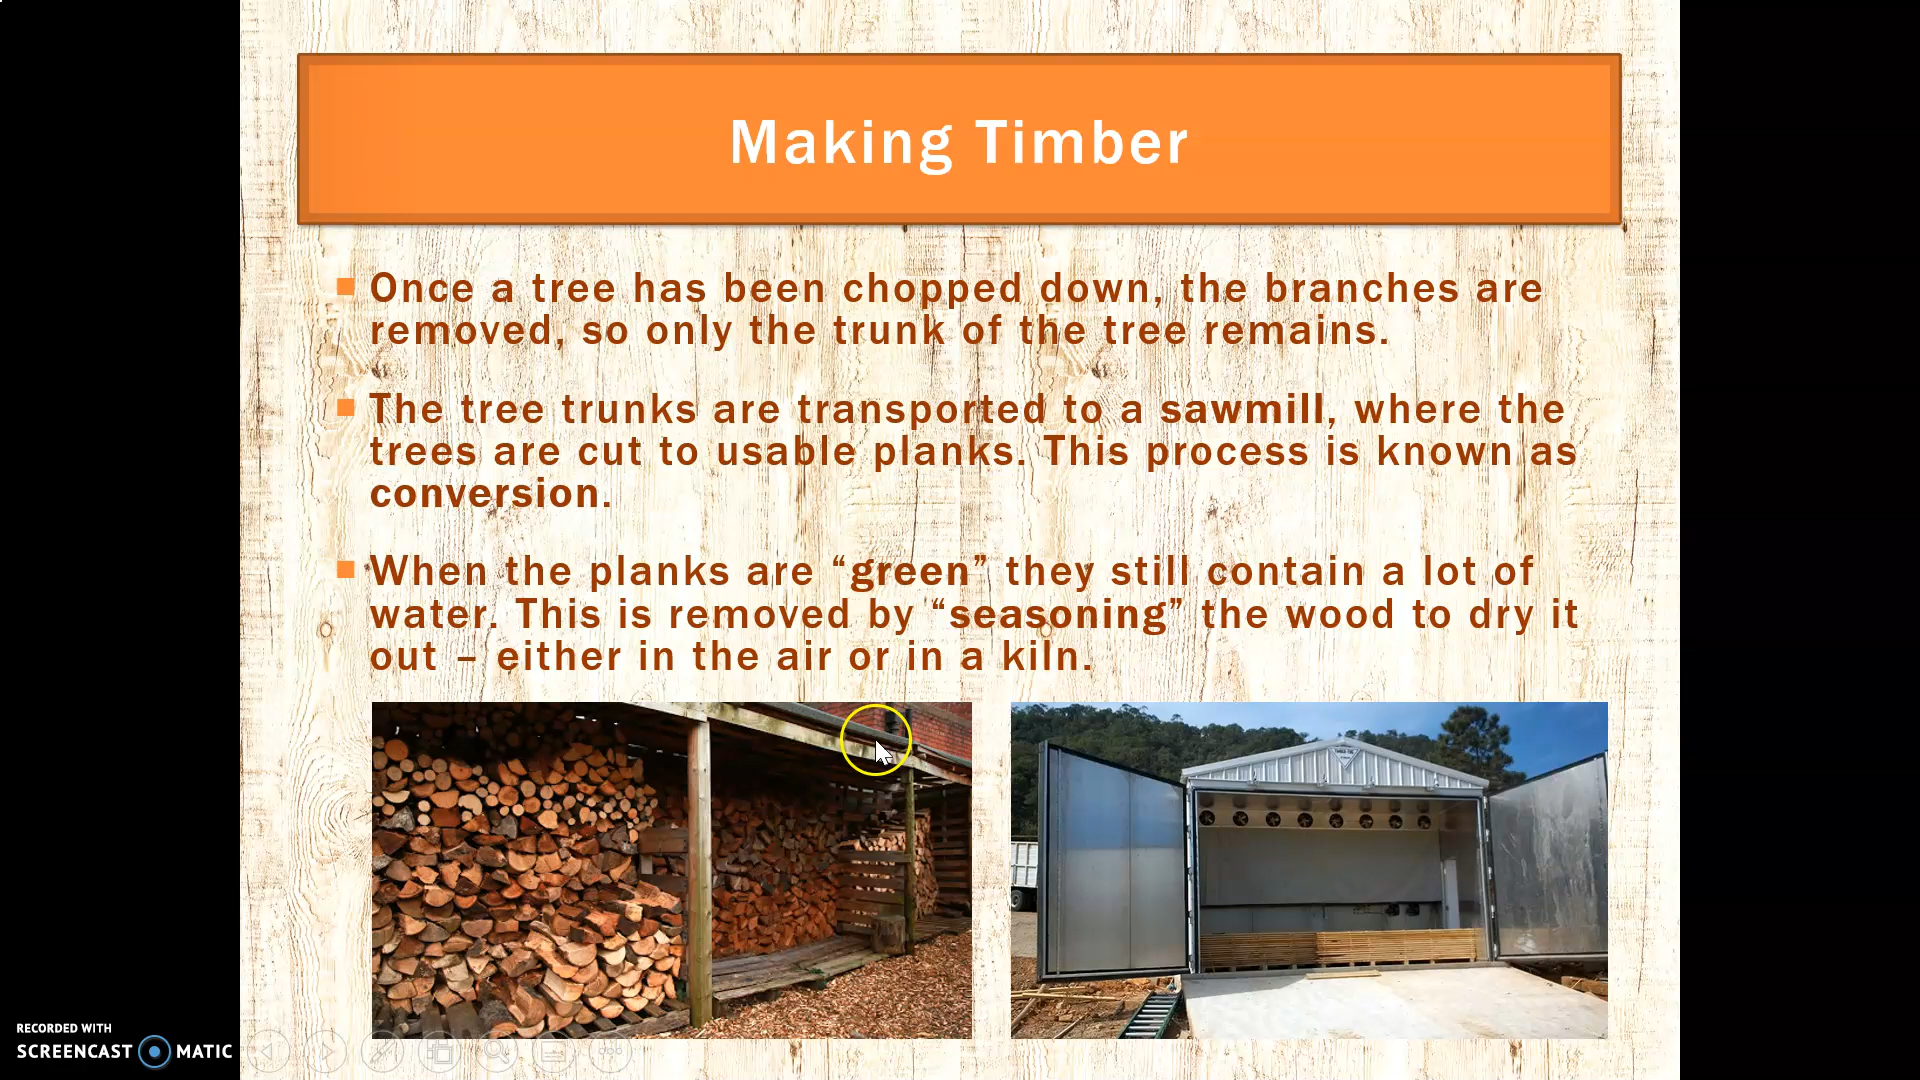 Making Timber
Once a tree has been chopped down, the branches are
removed, so only the trunk of the tree remains.
The tree trunks are transported to a sawmill, where the
trees are cut to usable planks. This process is known as
conversion.
When the planks are “green” they still contain a lot of
water. This is removed by “seasoning” the wood to dry it
out – either in the air or in a kiln.
RECORDED WITH
SCREENCAST MATIC